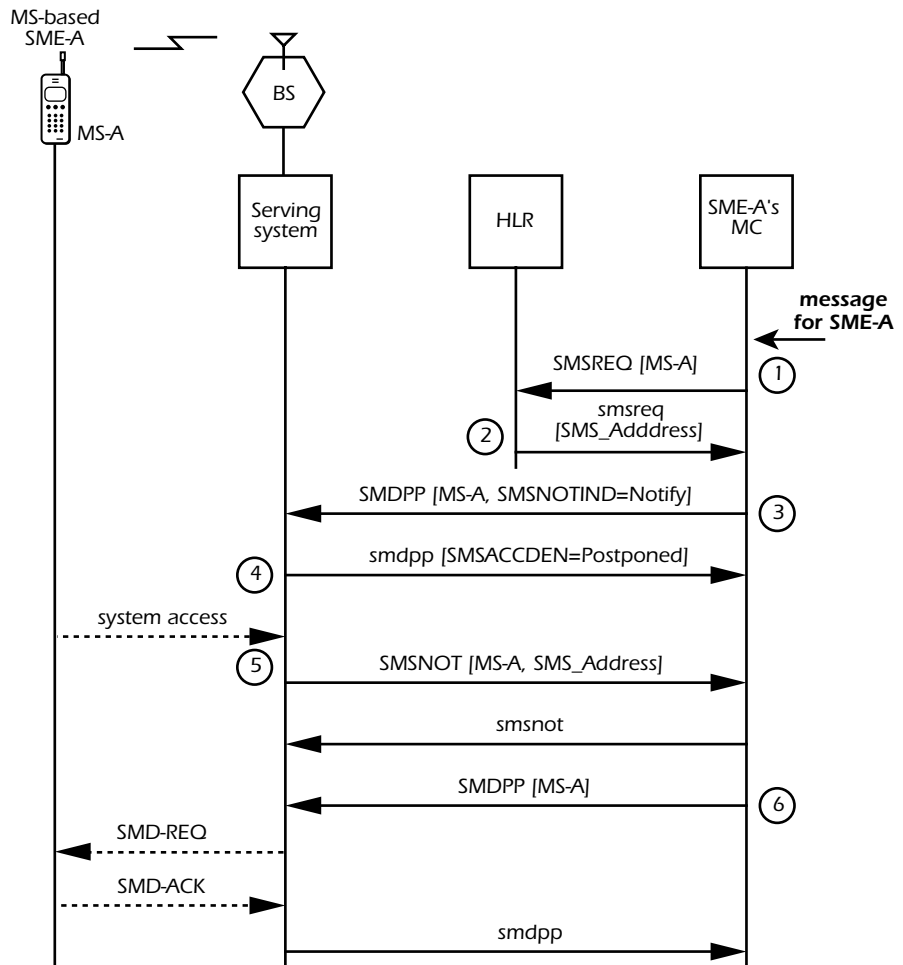 MS-based
SME-A
BS
MS-A
Serving
system
HLR
SME-A's
MC
message
for SME-A
SMSREQ [MS-A]
1
smsreq
[SMS_Adddress]
2
SMDPP [MS-A, SMSNOTIND=Notify]
3
smdpp [SMSACCDEN=Postponed]
4
system access
5
SMSNOT [MS-A, SMS_Address]
smsnot
SMDPP [MS-A]
6
SMD-REQ
SMD-ACK
smdpp